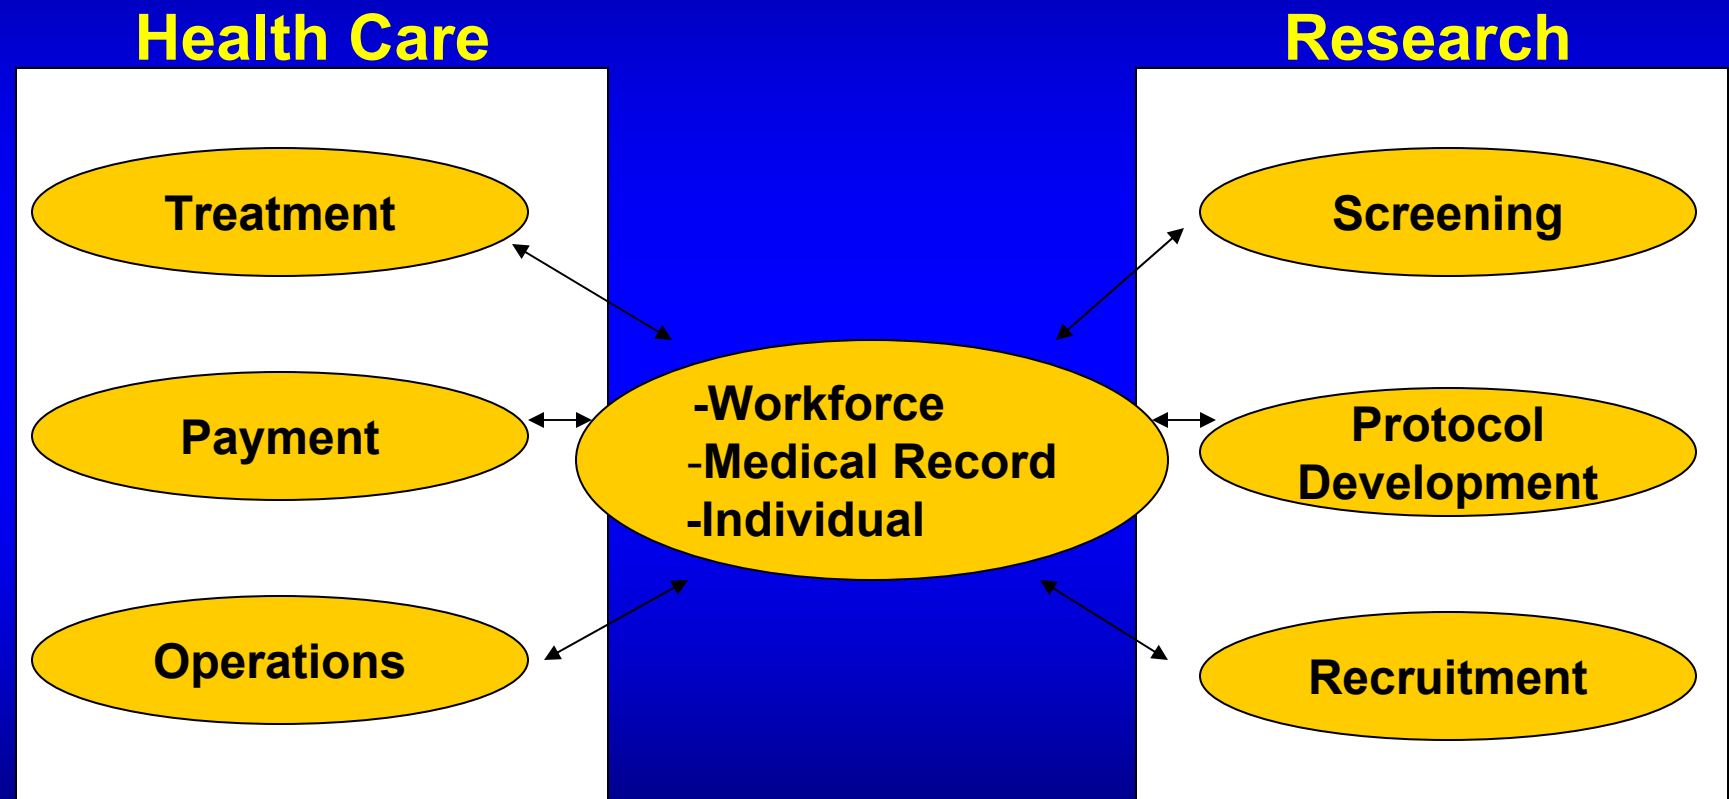 Health Care
Research
Treatment
Payment
Operations
-Workforce
-Medical Record
-Individual
Screening
Protocol
Development
Recruitment